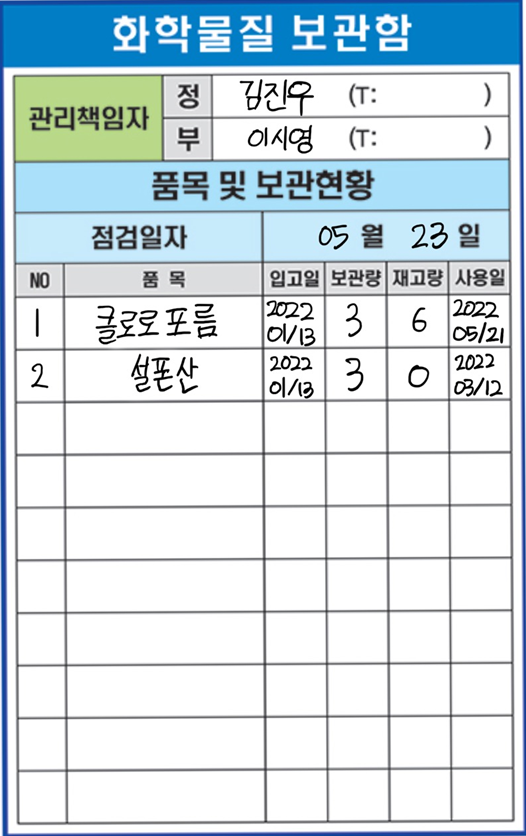 화학물질 보관함
관리책임자 정 김진우 (T: )
부 이시영 (T: )
품목 및 보관현황
점검일자 05 월 23 일
NO 품 목 입고일 보관량 재고량 사용일
1 클로로포름 2022 01/13 3 6 2022 05/21
2 설폰산 2022 01/13 3 0 2022 03/12